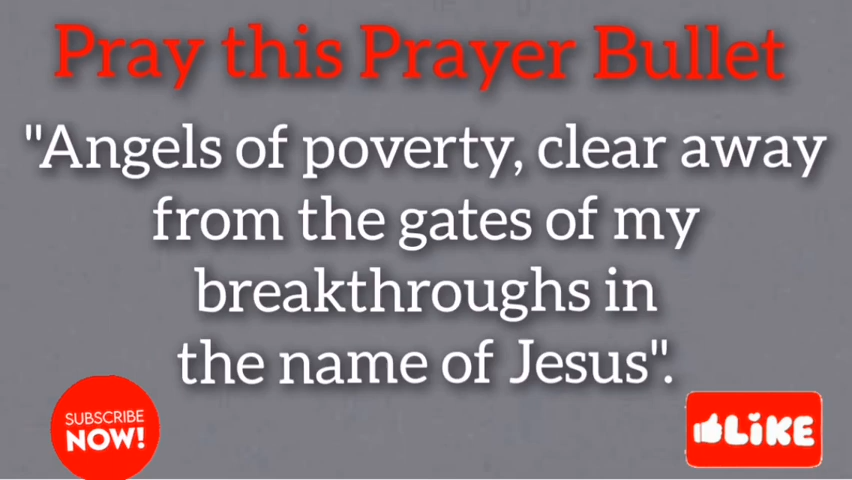 Pray this Prayer Bullet
"Angels of poverty, clear away
from the gates of my
breakthroughs in
the name of Jesus".
SUBSCRIBE
NOW!
LiKE